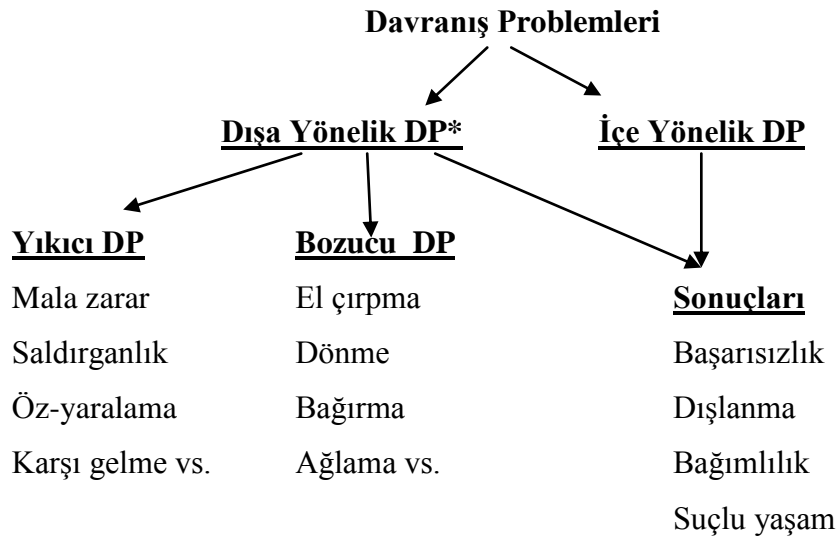 Davranış Problemleri
Dışa Yönelik DP*
İçe Yönelik DP
Yıkıcı DP
Mala zarar
Saldırganlık
Öz-yaralama
Karşı gelme vs.
Bozucu DP
El çırpma
Dönme
Bağırma
Ağlama vs.
Sonuçları
Başarısızlık
Dışlanma
Bağımlılık
Suçlu yaşam